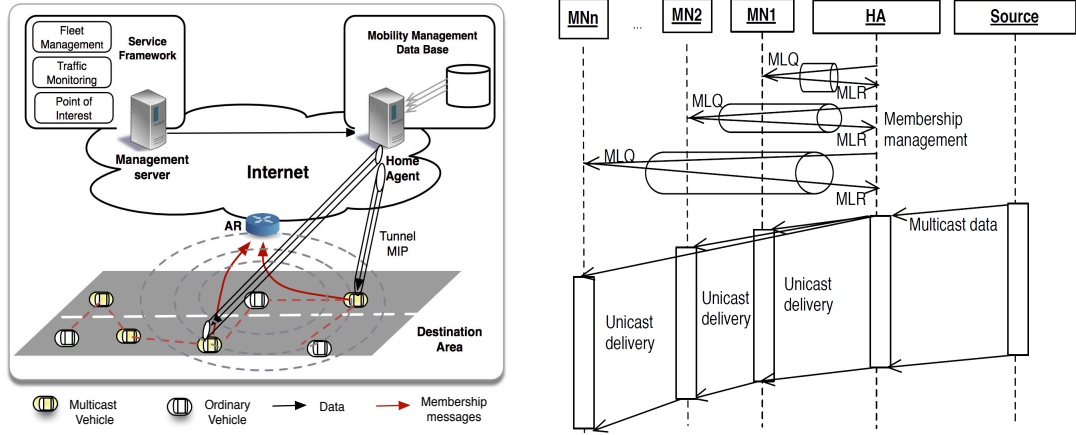 Fleet
Management
Traffic
Monitoring
Point of
Interest
Service
Framework
Mobility Management
Data Base
Management
server
Internet
Home
Agent
AR
Tunnel
MIP
Destination
Area
Multicast
Vehicle
Ordinary
Vehicle
Data
Membership
messages
MNn
...
MN2
MN1
HA
Source
MLQ
MLR
MLQ
MLR
Membership
management
MLQ
MLR
Multicast data
Unicast
delivery
Unicast
delivery
Unicast
delivery